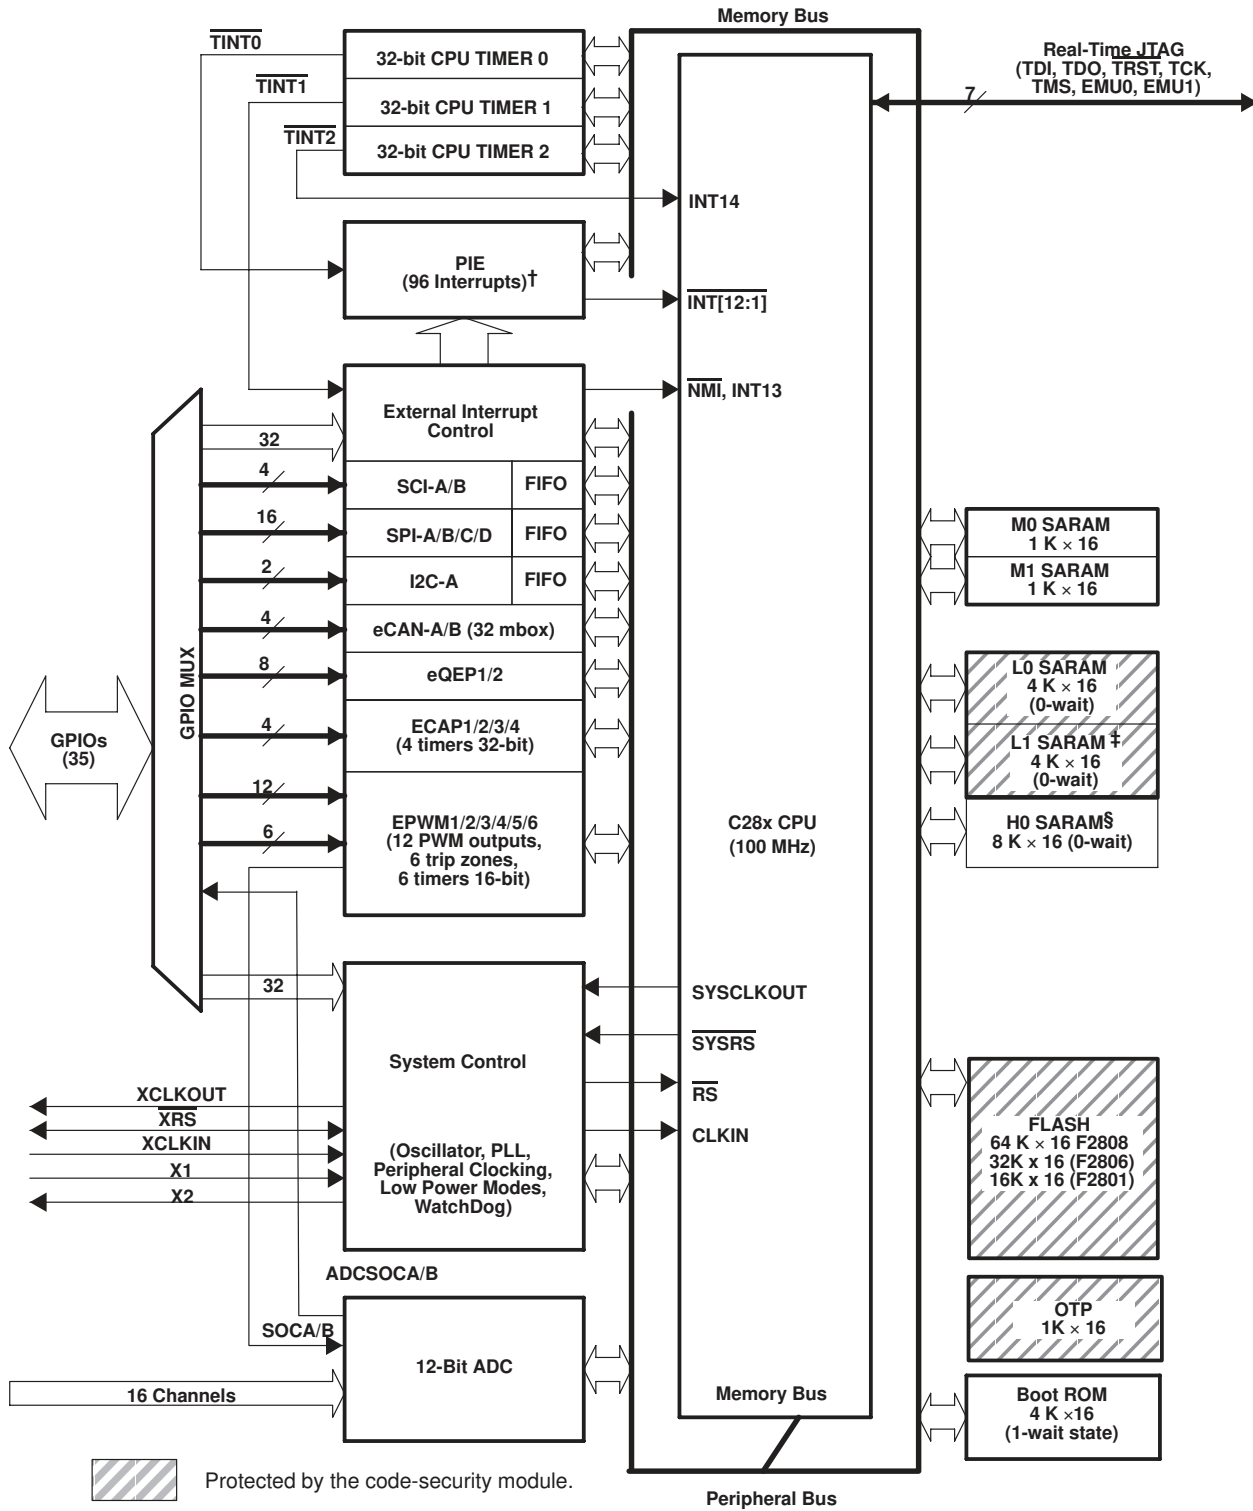 Memory Bus
TINT0
32-bit CPU TIMER 0
TINT1
32-bit CPU TIMER 1
TINT2
32-bit CPU TIMER 2
Real-Time JTAG
(TDI, TDO, TRST, TCK,
TMS, EMU0, EMU1)
7
INT14
PIE
(96 Interrupts)†
INT[12:1]
NMI, INT13
External Interrupt
Control
32
4
SCI-A/B
FIFO
16
SPI-A/B/C/D
FIFO
2
I2C-A
FIFO
4
eCAN-A/B (32 mbox)
8
eQEP1/2
4
ECAP1/2/3/4
(4 timers 32-bit)
12
6
EPWM1/2/3/4/5/6
(12 PWM outputs,
6 trip zones,
6 timers 16-bit)
GPIO MUX
GPIOs
(35)
C28x CPU
(100 MHz)
M0 SARAM
1 K × 16
M1 SARAM
1 K × 16
L0 SARAM
4 K × 16
(0-wait)
L1 SARAM ‡
4 K × 16
(0-wait)
H0 SARAM§
8 K × 16 (0-wait)
32
System Control
(Oscillator, PLL,
Peripheral Clocking,
Low Power Modes,
WatchDog)
SYSCLKOUT
SYSRS
RS
CLKIN
XCLKOUT
XRS
XCLKIN
X1
X2
FLASH
64 K × 16 F2808
32K x 16 (F2806)
16K x 16 (F2801)
ADCSOCA/B
SOCA/B
12-Bit ADC
16 Channels
OTP
1K × 16
Memory Bus
Boot ROM
4 K ×16
(1-wait state)
Protected by the code-security module.
Peripheral Bus